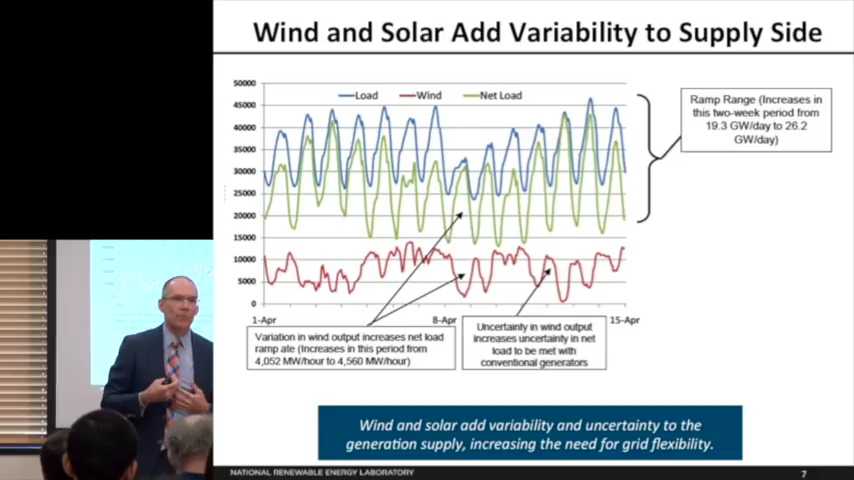 Wind and Solar Add Variability to Supply Side
50000
45000
40000
35000
30000
25000
20000
15000
10000
5000
0
Load
Wind
Net Load
1-Apr
8-Apr
15-Apr
Ramp Range (Increases in
this two-week period from
19.3 GW/day to 26.2
GW/day)
Variation in wind output increases net load
ramp ate (Increases in this period from
4,052 MW/hour to 4,560 MW/hour)
Uncertainty in wind output
increases uncertainty in net
load to be met with
conventional generators
Wind and solar add variability and uncertainty to the
generation supply, increasing the need for grid flexibility.
NATIONAL RENEWABLE ENERGY LABORATORY
7